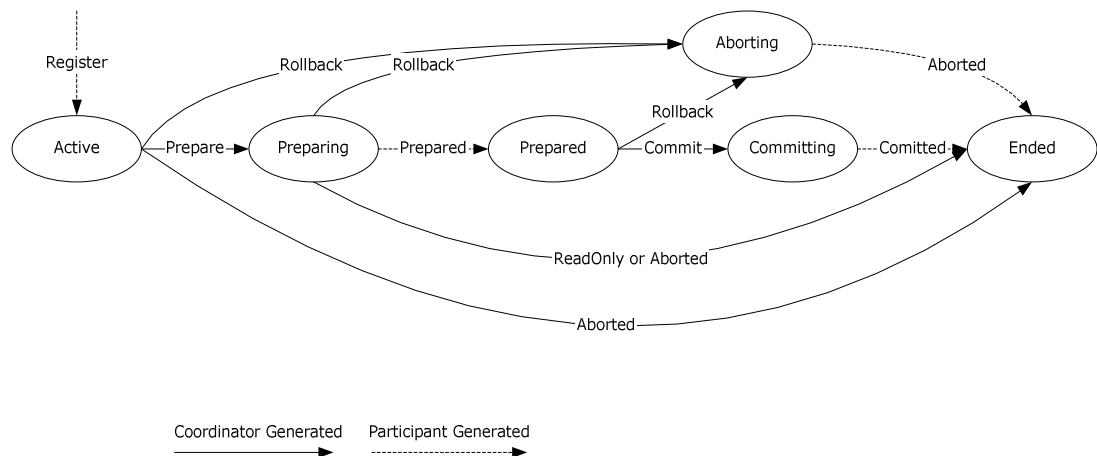 Aborting
Register
Rollback
Rollback
Aborted
Rollback
Active
Prepare
Preparing
Prepared
Prepared
Commit
Committing
Comitted
Ended
ReadOnly or Aborted
Aborted
Coordinator Generated
Participant Generated